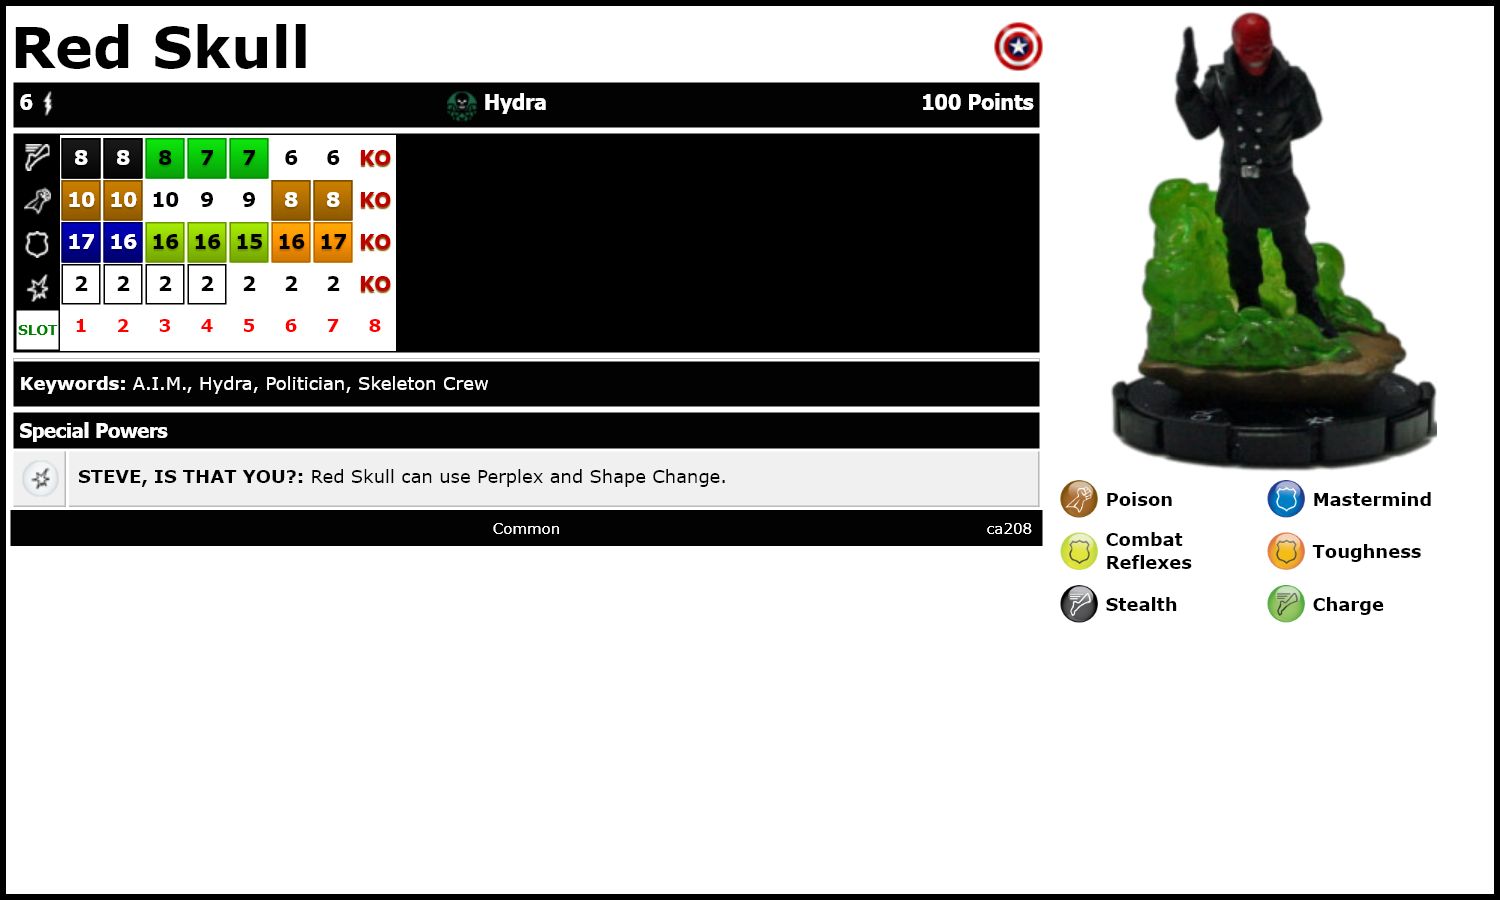 Red Skull
6 Hydra 100 Points
8 8 8 7 7 6 6 KO
10 10 10 9 9 8 8 KO
17 16 16 16 15 16 17 KO
2 2 2 2 2 2 2 KO
SLOT 1 2 3 4 5 6 7 8
Keywords: A.I.M., Hydra, Politician, Skeleton Crew
Special Powers
STEVE, IS THAT YOU?: Red Skull can use Perplex and Shape Change.
Common ca208
Poison Mastermind
Combat
Reflexes
Toughness
Stealth Charge